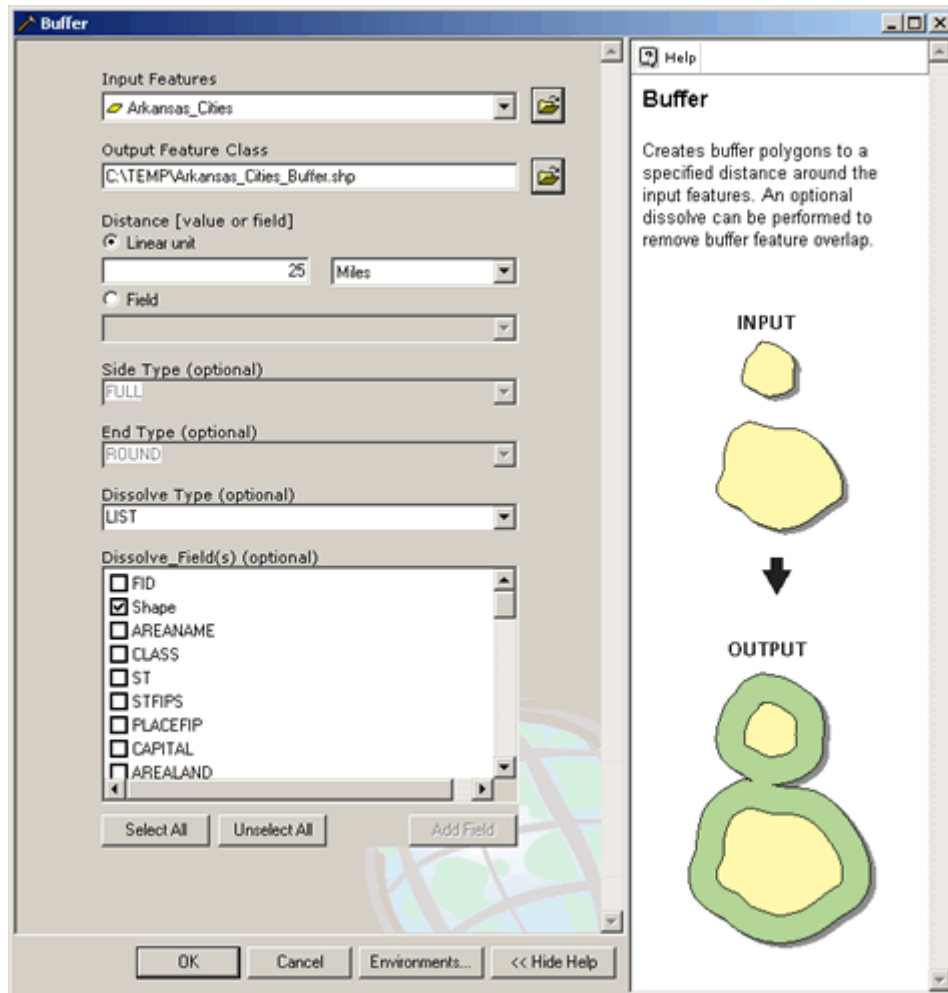 Buffer
Input Features
Arkansas_Cities
Output Feature Class
C:\TEMP\Arkansas_Cities_Buffer.shp
Distance [value or field]
Linear unit
25 Miles
Field
Side Type (optional)
FULL
End Type (optional)
ROUND
Dissolve Type (optional)
LIST
Dissolve_Field(s) (optional)
FID
Shape
AREANAME
CLASS
ST
STFIPS
PLACEFIP
CAPITAL
AREALAND
Select All Unselect All Add Field
OK Cancel Environments... << Hide Help
Help
Buffer
Creates buffer polygons to a
specified distance around the
input features. An optional
dissolve can be performed to
remove buffer feature overlap.
INPUT
OUTPUT